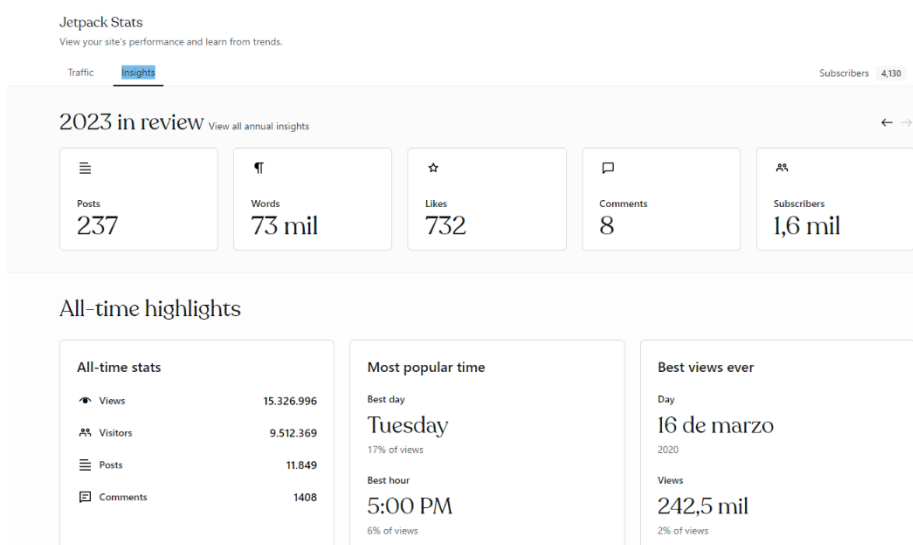 Jetpack Stats
View your site's performance and learn from trends.
Traffic Insights Subscribers 4,130
2023 in review View all annual insights
Posts
237
Words
73 mil
Likes
732
Comments
8
Subscribers
1,6 mil
All-time highlights
All-time stats
Views 15.326.996
Visitors 9.512.369
Posts 11.849
Comments 1408
Most popular time
Best day
Tuesday
17% of views
Best hour
5:00 PM
6% of views
Best views ever
Day
16 de marzo
2020
Views
242,5 mil
2% of views